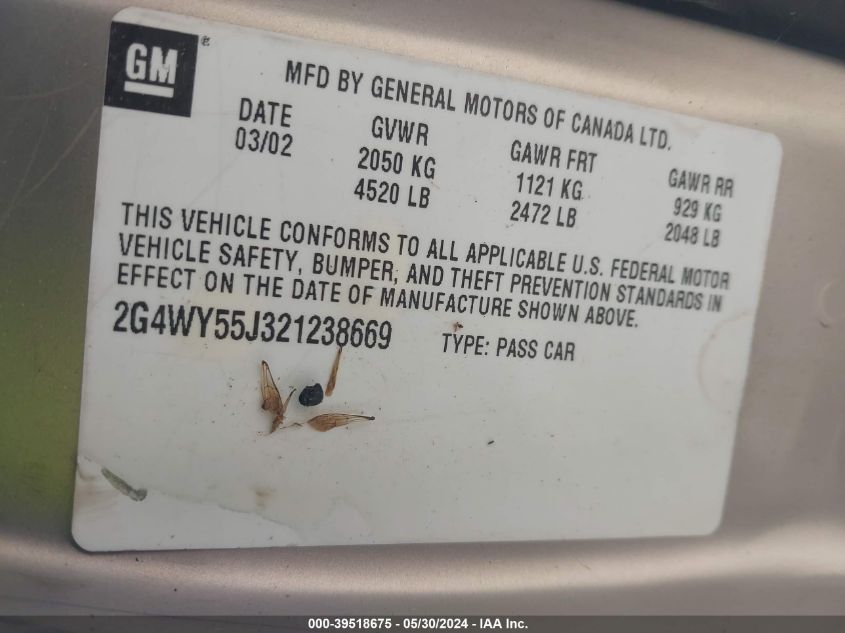 GM ®
MFD BY GENERAL MOTORS OF CANADA LTD.
DATE GVWR GAWR FRT GAWR RR
03/02 2050 KG 1121 KG 929 KG
4520 LB 2472 LB 2048 LB
THIS VEHICLE CONFORMS TO ALL APPLICABLE U.S. FEDERAL MOTOR
VEHICLE SAFETY, BUMPER, AND THEFT PREVENTION STANDARDS IN
EFFECT ON THE DATE OF MANUFACTURE SHOWN ABOVE.
2G4WY55J321238669 TYPE: PASS CAR
000-39518675 - 05/30/2024 - IAA Inc.